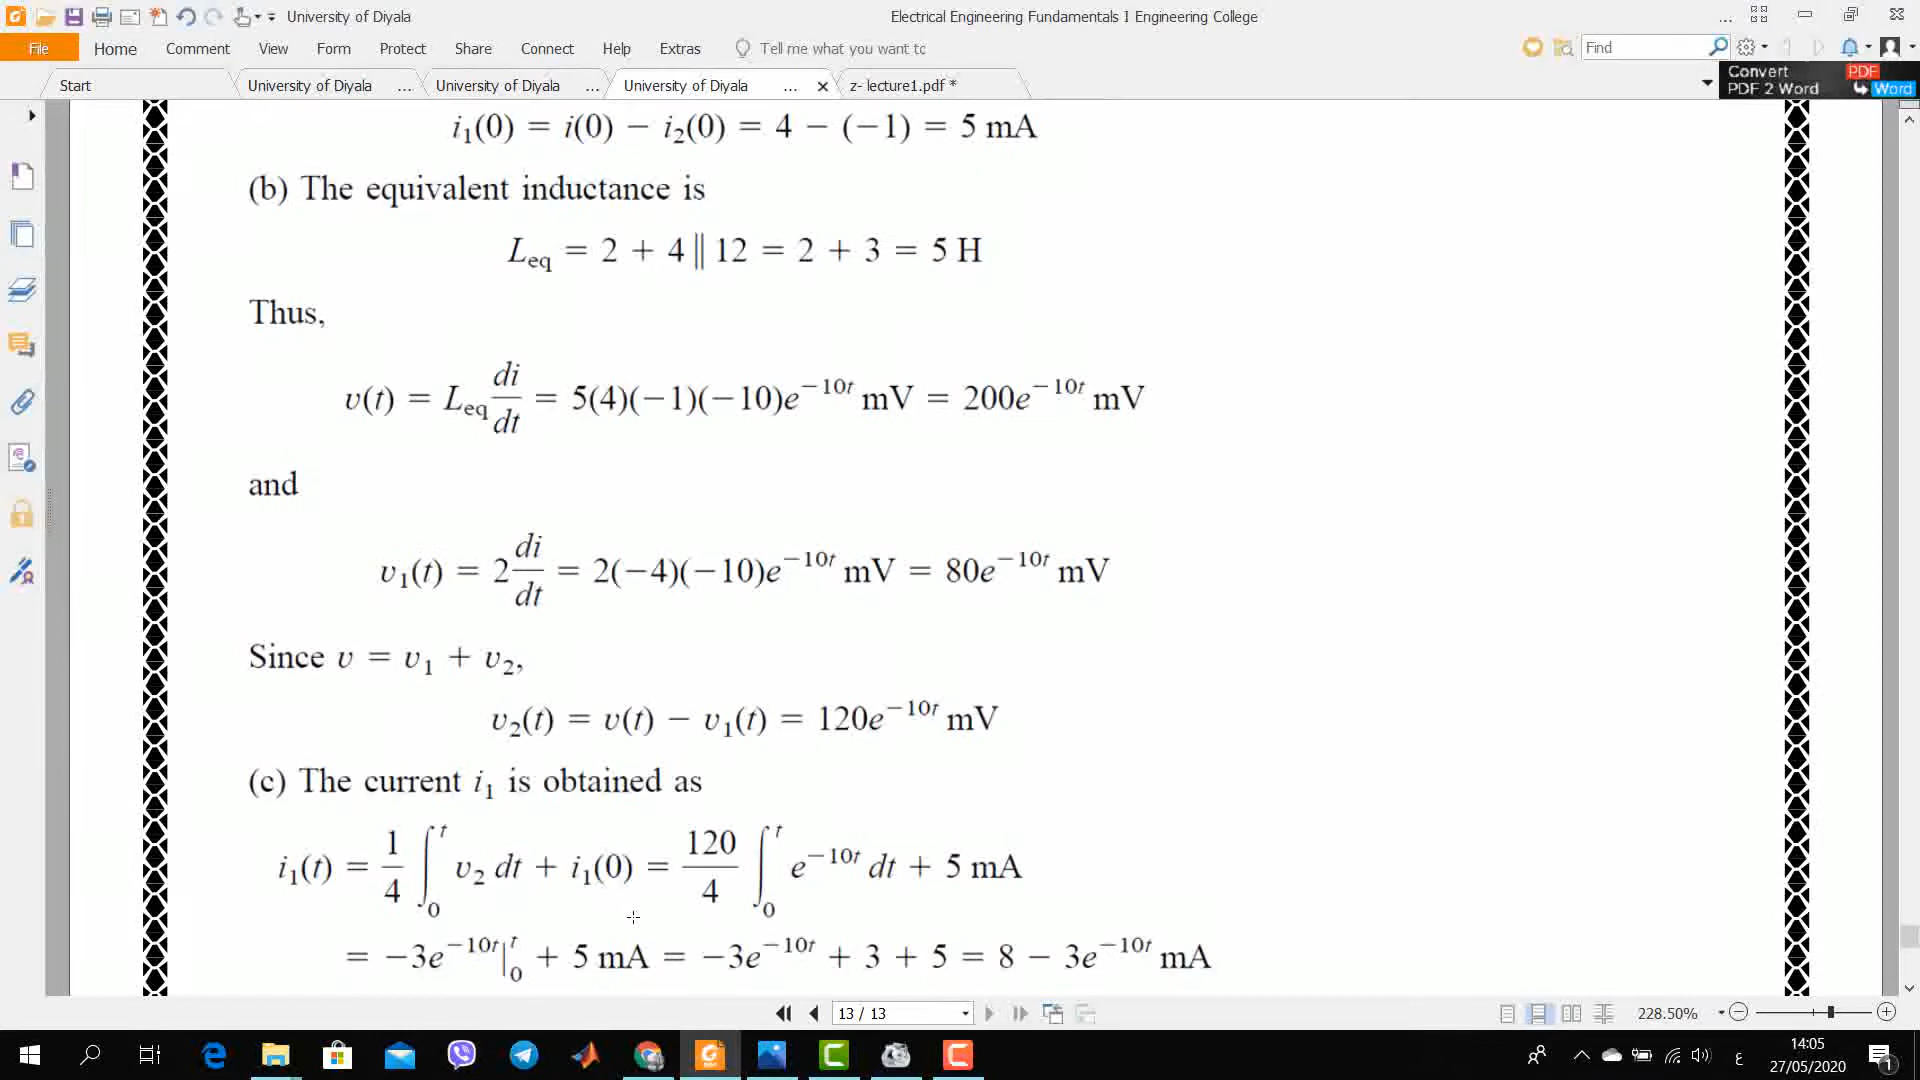 University of Diyala
Electrical Engineering Fundamentals I Engineering College
...
File
Home
Comment
View
Form
Protect
Share
Connect
Help
Extras
Tell me what you want to
Find
Start
University of Diyala ...
University of Diyala ...
University of Diyala ...
z- lecture1.pdf *
Convert PDF
PDF 2 Word Word
i₁(0) = i(0) − i₂(0) = 4 − (−1) = 5 mA
(b) The equivalent inductance is
L_eq = 2 + 4 ‖ 12 = 2 + 3 = 5 H
Thus,
v(t) = L_eq di/dt = 5(4)(−1)(−10)e^{−10t} mV = 200e^{−10t} mV
and
v₁(t) = 2 di/dt = 2(−4)(−10)e^{−10t} mV = 80e^{−10t} mV
Since v = v₁ + v₂,
v₂(t) = v(t) − v₁(t) = 120e^{−10t} mV
(c) The current i₁ is obtained as
i₁(t) = 1/4 ∫₀ᵗ v₂ dt + i₁(0) = 120/4 ∫₀ᵗ e^{−10t} dt + 5 mA
= −3e^{−10t}|₀ᵗ + 5 mA = −3e^{−10t} + 3 + 5 = 8 − 3e^{−10t} mA
13 / 13
228.50%
ع
14:05
27/05/2020
1